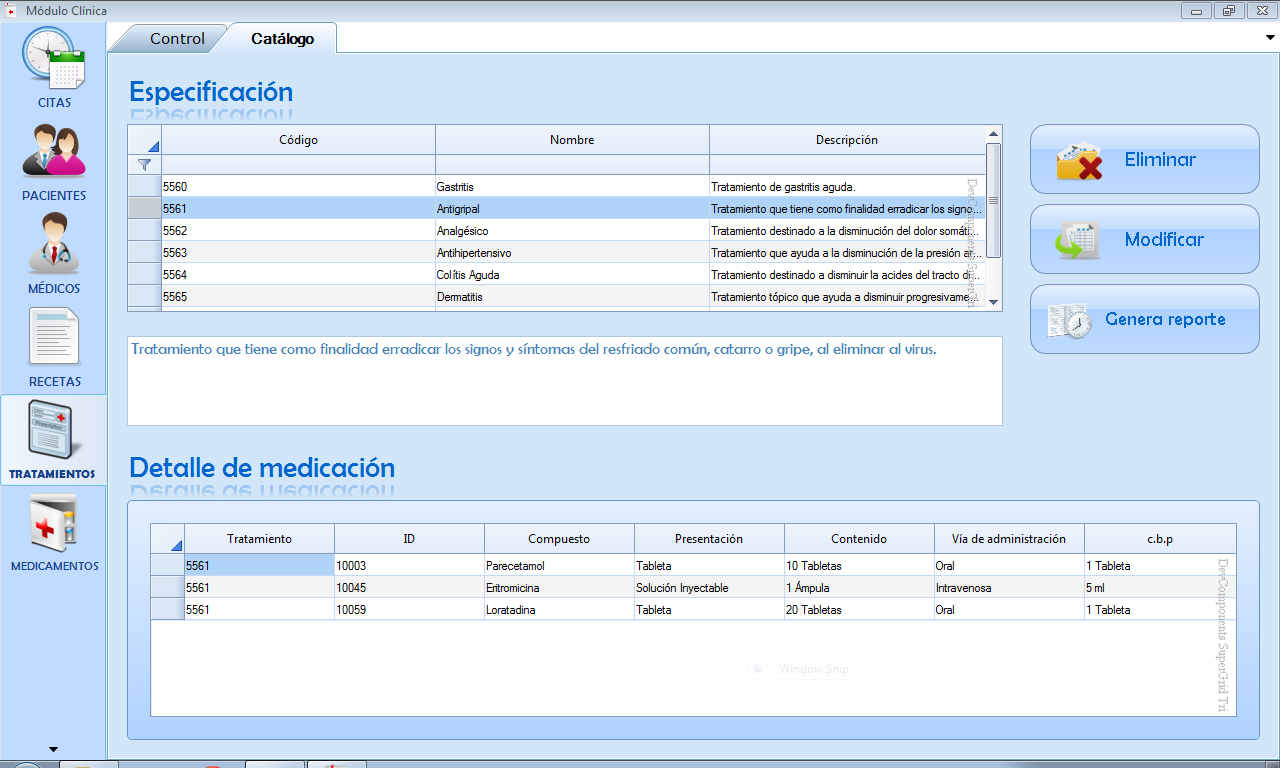 Módulo Clínica
Control
Catálogo
CITAS
PACIENTES
MÉDICOS
RECETAS
TRATAMIENTOS
MEDICAMENTOS
Especificación
Código Nombre Descripción
5560 Gastritis Tratamiento de gastritis aguda.
5561 Antigripal Tratamiento que tiene como finalidad erradicar los signo...
5562 Analgésico Tratamiento destinado a la disminución del dolor somáti...
5563 Antihipertensivo Tratamiento que ayuda a la disminución de la presión ar...
5564 Colítis Aguda Tratamiento destinado a disminuir la acides del tracto di...
5565 Dermatitis Tratamiento tópico que ayuda a disminuir progresivame...
DevComponents SuperGri
Eliminar
Modificar
Genera reporte
Tratamiento que tiene como finalidad erradicar los signos y síntomas del resfriado común, catarro o gripe, al eliminar al virus.
Detalle de medicación
Tratamiento ID Compuesto Presentación Contenido Vía de administración c.b.p
5561 10003 Parecetamol Tableta 10 Tabletas Oral 1 Tableta
5561 10045 Eritromicina Solución Inyectable 1 Ámpula Intravenosa 5 ml
5561 10059 Loratadina Tableta 20 Tabletas Oral 1 Tableta
DevComponents SuperGrid Tri
Window Snip